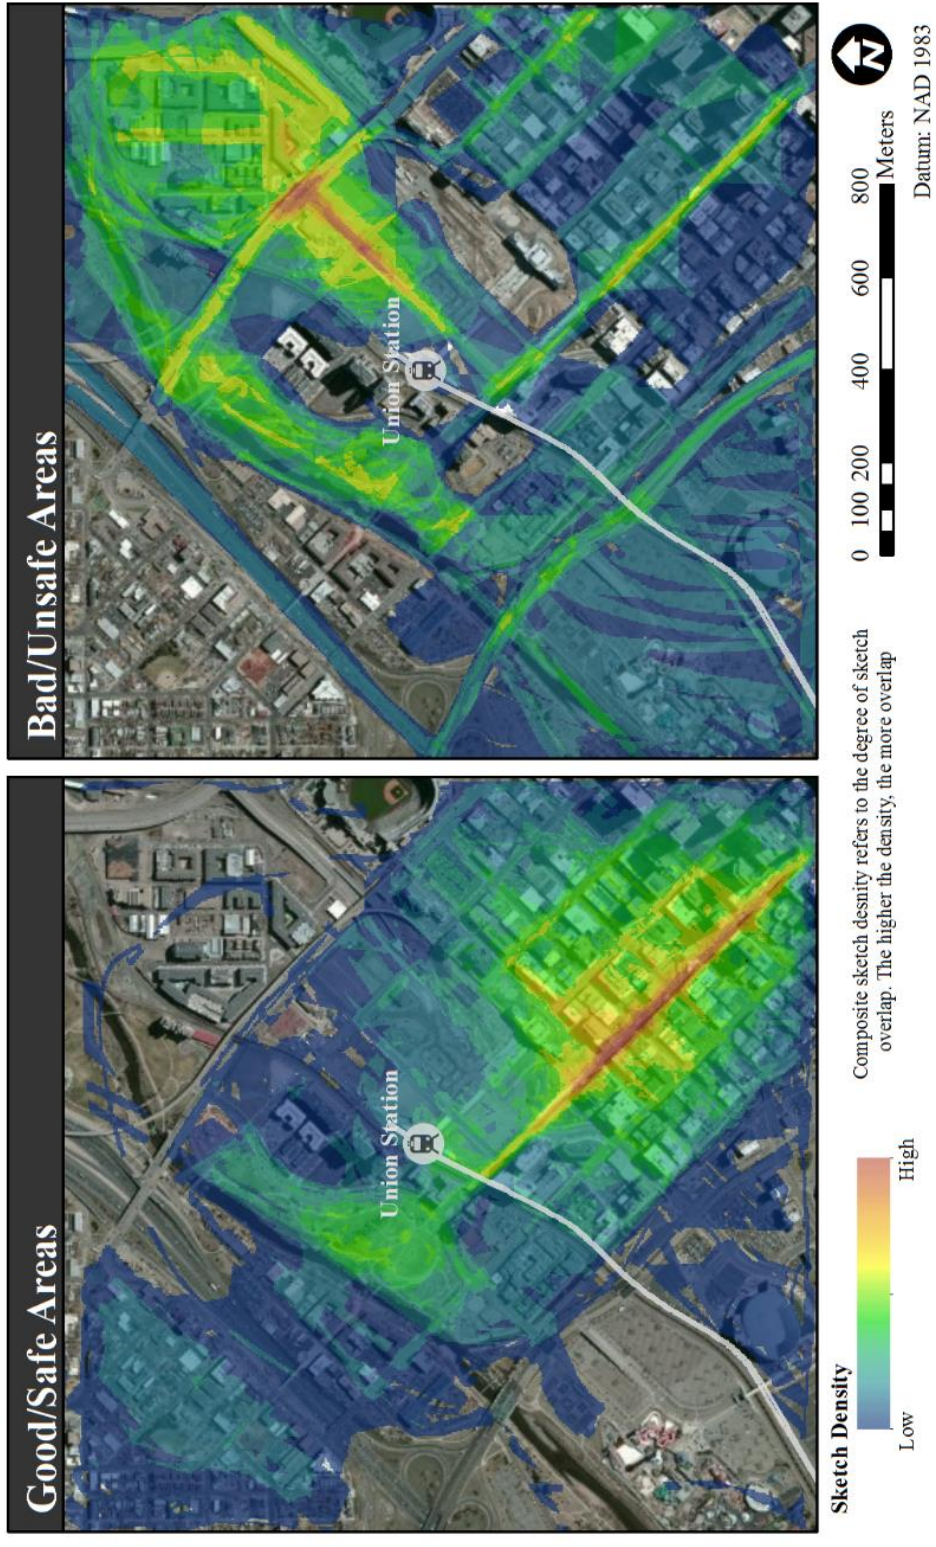 Good/Safe Areas
Bad/Unsafe Areas
Union Station
Union Station
Sketch Density
Low
High
Composite sketch desnity refers to the degree of sketch
overlap. The higher the density, the more overlap
0 100 200 400 600 800
Meters
N
Datum: NAD 1983